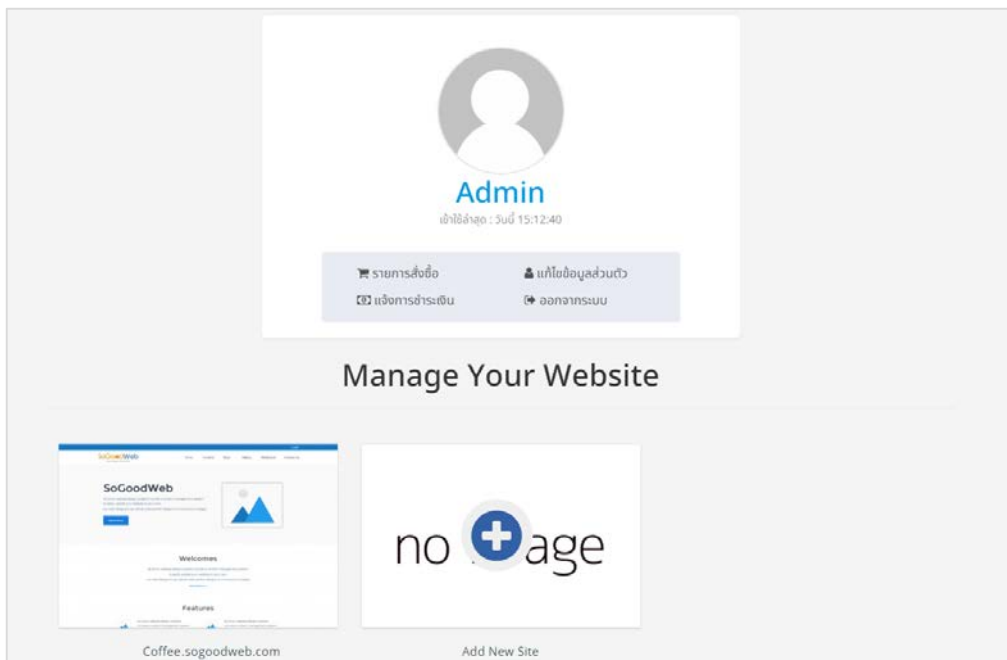 Admin
เข้าใช้ล่าสุด : วันนี้ 15:12:40
รายการสั่งซื้อ
แก้ไขข้อมูลส่วนตัว
แจ้งการชำระเงิน
ออกจากระบบ
Manage Your Website
SoGoodWeb
SoGoodWeb
Welcomes
Features
no age
Coffee.sogoodweb.com
Add New Site